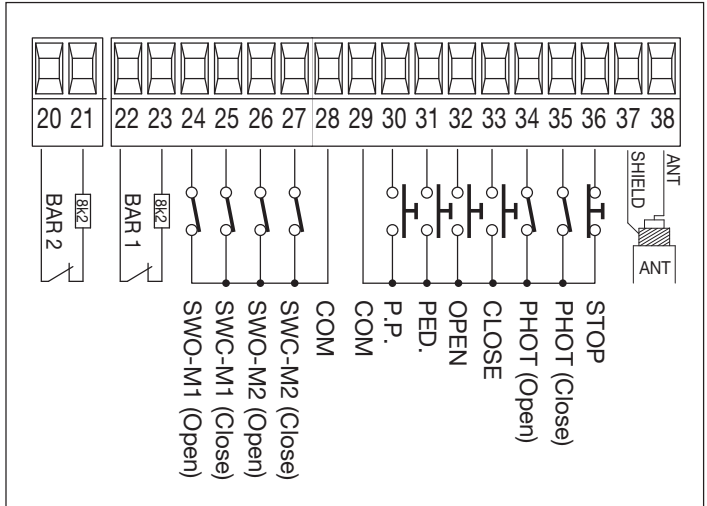 20 21 22 23 24 25 26 27 28 29 30 31 32 33 34 35 36 37 38
BAR 2
8k2
BAR 1
8k2
SWO-M1 (Open)
SWC-M1 (Close)
SWO-M2 (Open)
SWC-M2 (Close)
COM
COM
P.P.
PED.
OPEN
CLOSE
PHOT (Open)
PHOT (Close)
STOP
SHIELD
ANT
ANT